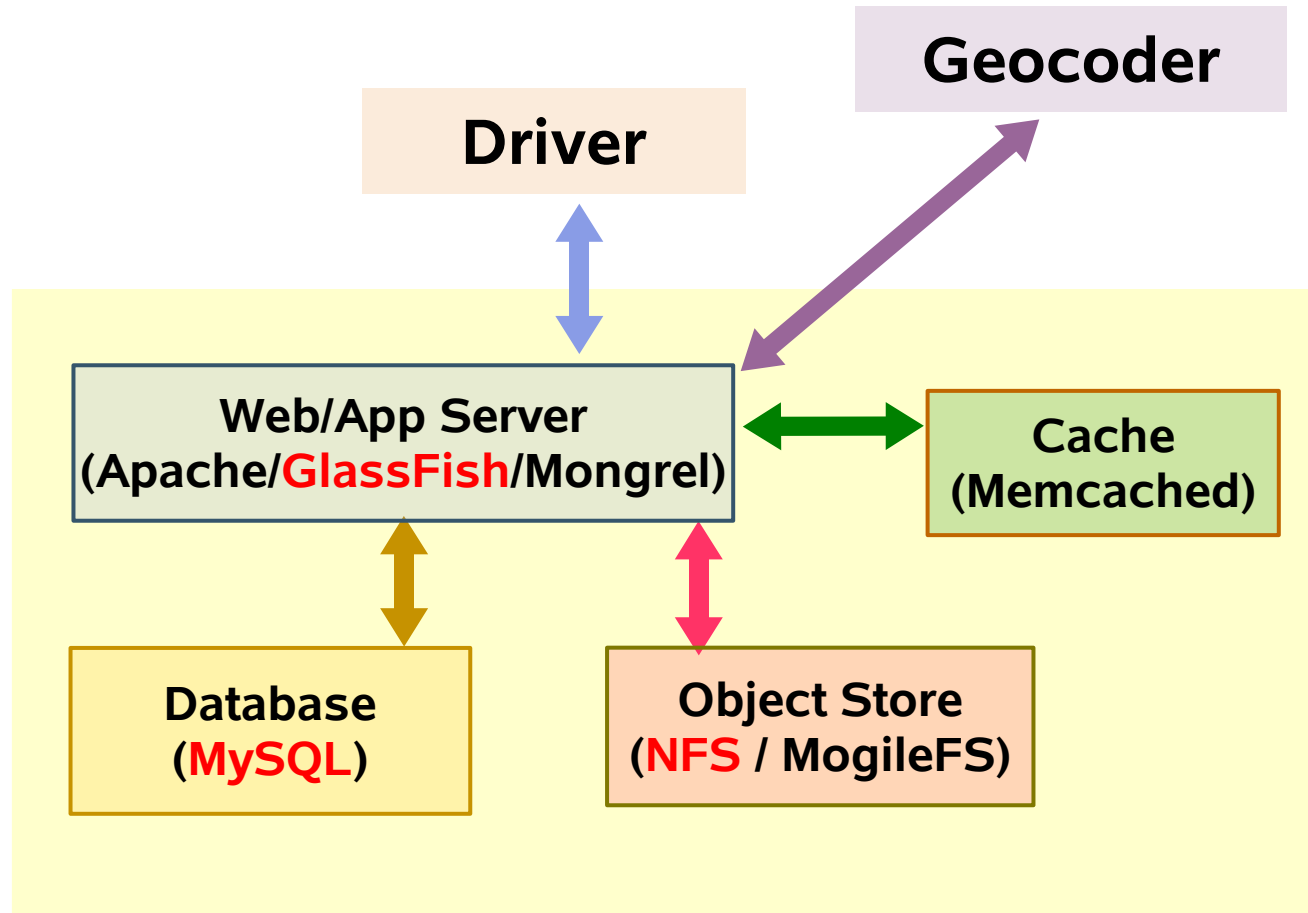 Geocoder
Driver
Web/App Server
(Apache/GlassFish/Mongrel)
Cache
(Memcached)
Database
(MySQL)
Object Store
(NFS / MogileFS)